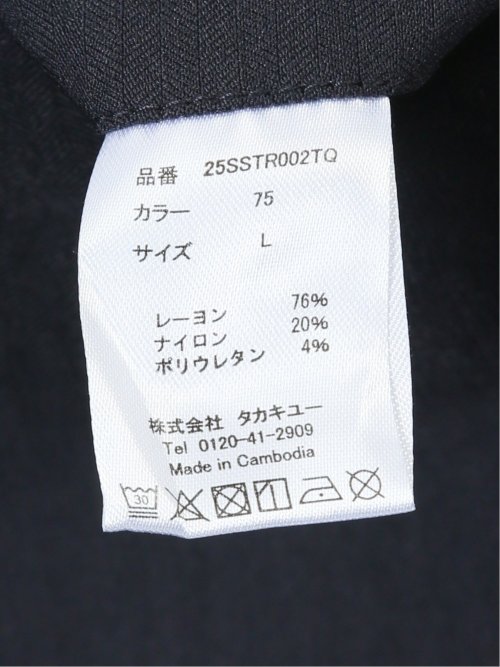 品番 25SSTR002TQ
カラー 75
サイズ L
レーヨン 76%
ナイロン 20%
ポリウレタン 4%
株式会社 タカキユー
Tel 0120-41-2909
Made in Cambodia
30